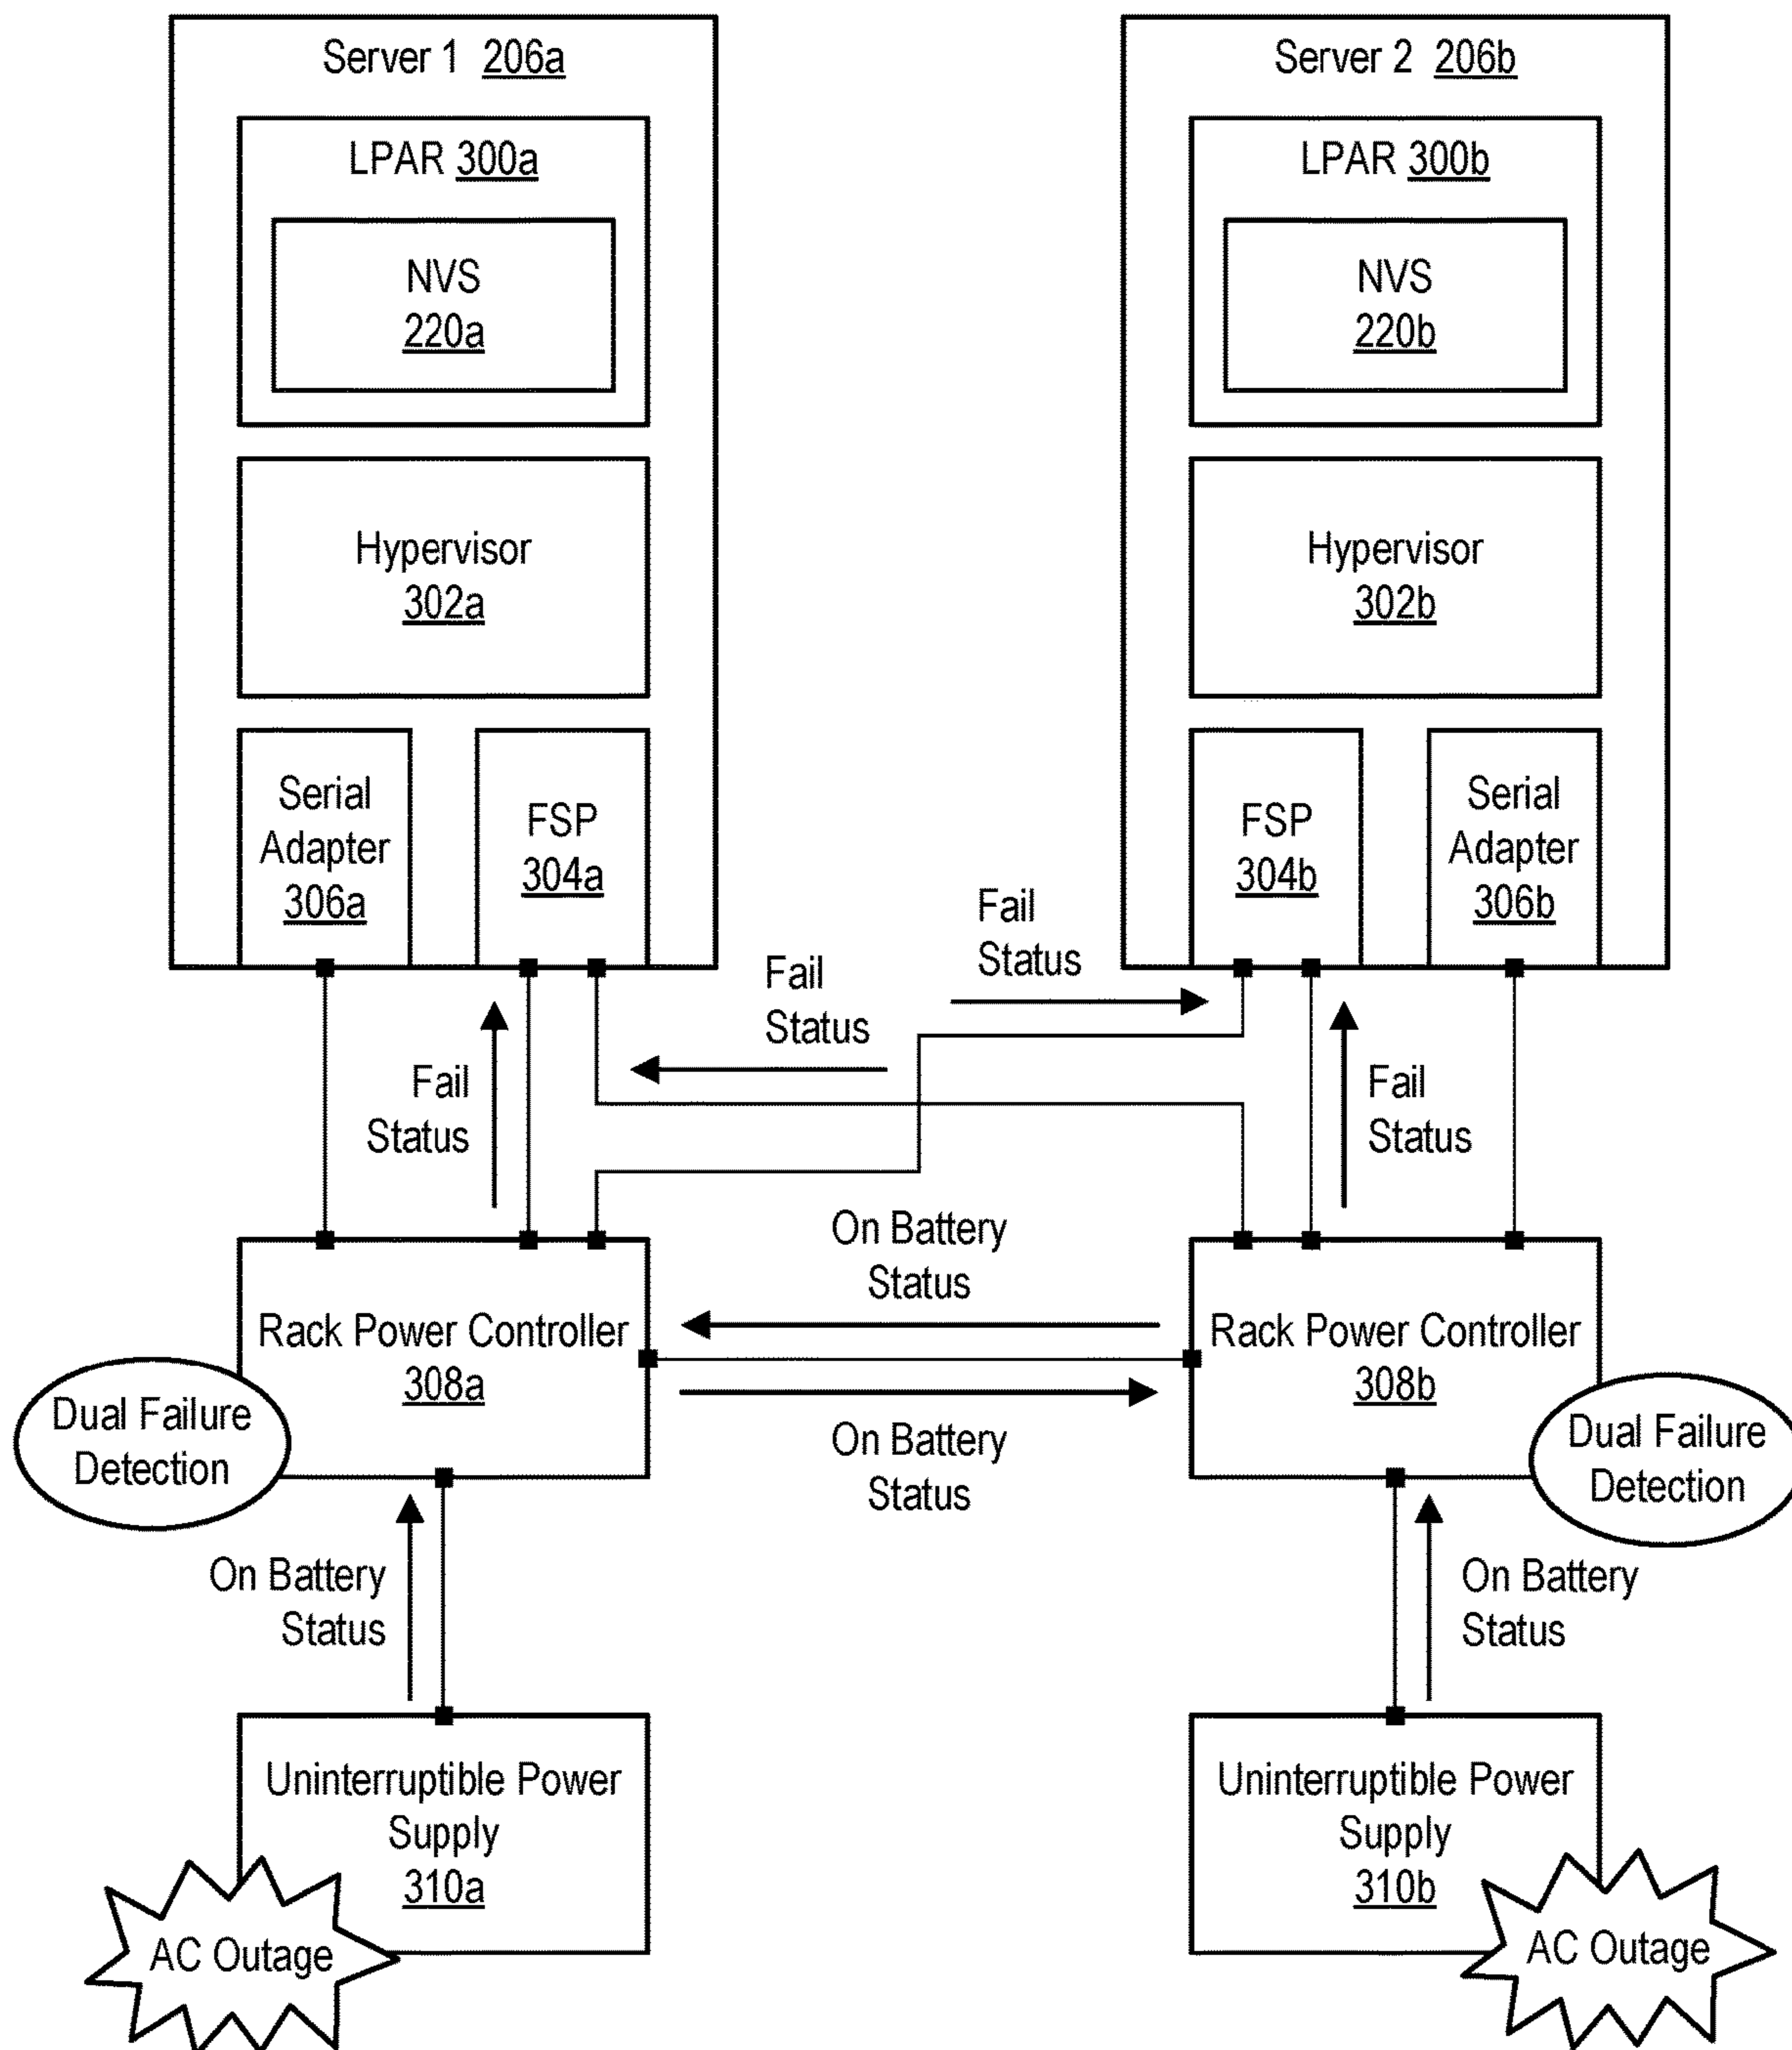 Server 1 206a
LPAR 300a
NVS
220a
Hypervisor
302a
Serial
Adapter
306a
FSP
304a
Server 2 206b
LPAR 300b
NVS
220b
Hypervisor
302b
FSP
304b
Serial
Adapter
306b
Fail
Status
Fail
Status
Fail
Status
Fail
Status
On Battery
Status
Rack Power Controller
308a
Rack Power Controller
308b
Dual Failure
Detection
On Battery
Status
Dual Failure
Detection
On Battery
Status
On Battery
Status
Uninterruptible Power
Supply
310a
AC Outage
Uninterruptible Power
Supply
310b
AC Outage